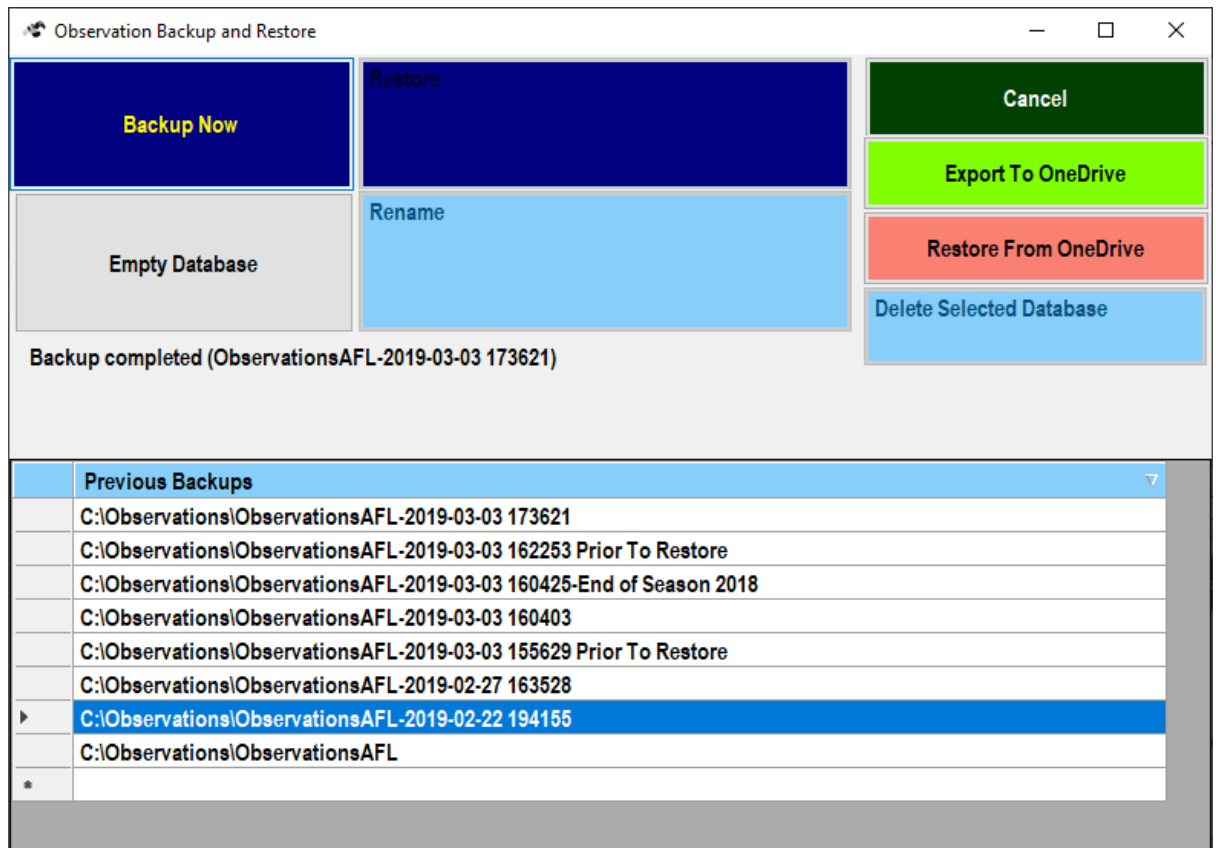 Observation Backup and Restore
Backup Now
Restore
Cancel
Export To OneDrive
Empty Database
Rename
Restore From OneDrive
Delete Selected Database
Backup completed (ObservationsAFL-2019-03-03 173621)
Previous Backups
C:\Observations\ObservationsAFL-2019-03-03 173621
C:\Observations\ObservationsAFL-2019-03-03 162253 Prior To Restore
C:\Observations\ObservationsAFL-2019-03-03 160425-End of Season 2018
C:\Observations\ObservationsAFL-2019-03-03 160403
C:\Observations\ObservationsAFL-2019-03-03 155629 Prior To Restore
C:\Observations\ObservationsAFL-2019-02-27 163528
C:\Observations\ObservationsAFL-2019-02-22 194155
C:\Observations\ObservationsAFL